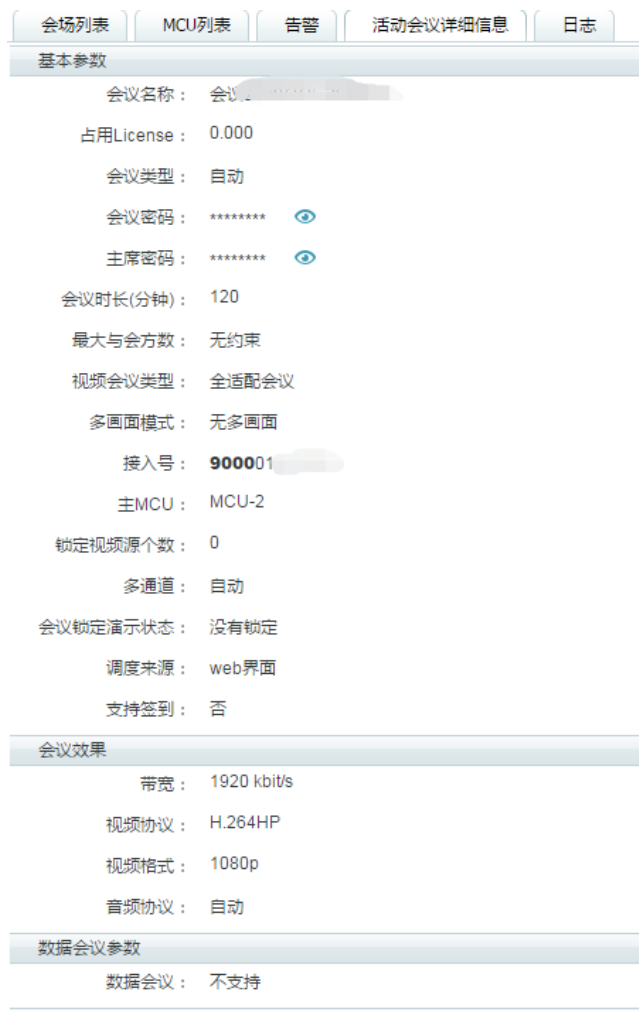 会场列表 MCU列表 告警 活动会议详细信息 日志
基本参数
会议名称： 会议
占用License： 0.000
会议类型： 自动
会议密码： ********
主席密码： ********
会议时长(分钟)： 120
最大与会方数： 无约束
视频会议类型： 全适配会议
多画面模式： 无多画面
接入号： 900001
主MCU： MCU-2
锁定视频源个数： 0
多通道： 自动
会议锁定演示状态： 没有锁定
调度来源： web界面
支持签到： 否
会议效果
带宽： 1920 kbit/s
视频协议： H.264HP
视频格式： 1080p
音频协议： 自动
数据会议参数
数据会议： 不支持